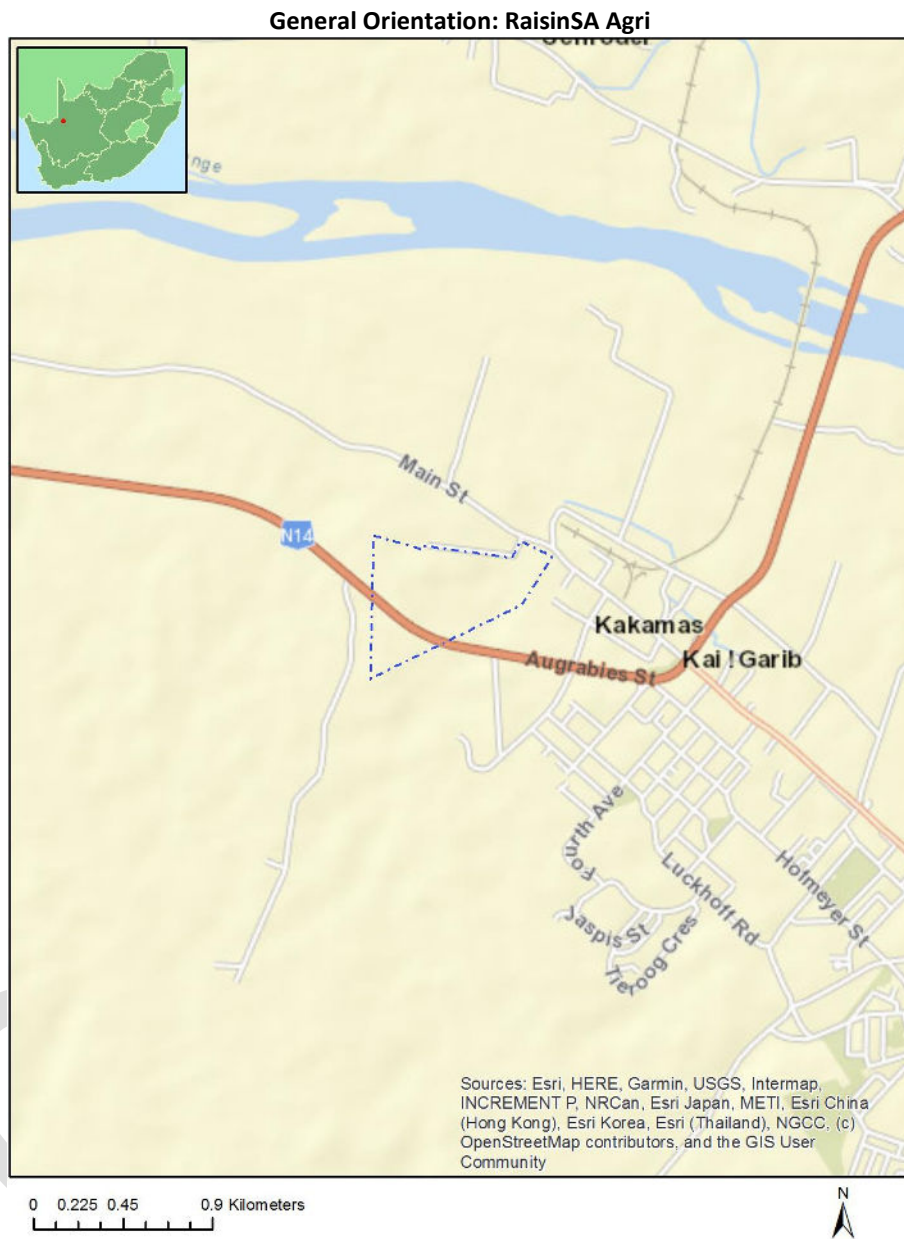 General Orientation: RaisinSA Agri
Schroder
nge
Main St
N14
Kakamas
Kai !Garib
Augrabies St
Fourth Ave
Luckhoff Rd
Hofmeyer St
Jaspis St
Tieroog Cres
Sources: Esri, HERE, Garmin, USGS, Intermap,
INCREMENT P, NRCan, Esri Japan, METI, Esri China
(Hong Kong), Esri Korea, Esri (Thailand), NGCC, (c)
OpenStreetMap contributors, and the GIS User
Community
0 0.225 0.45 0.9 Kilometers
N